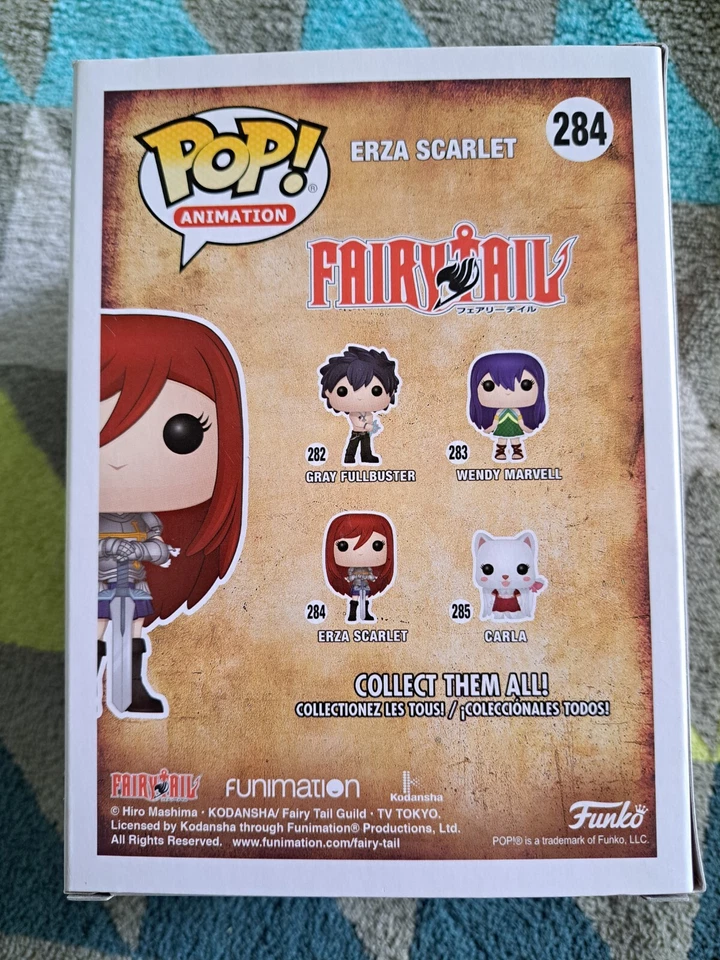 POP!®
ANIMATION
ERZA SCARLET
284
FAIRY TAIL
フェアリーテイル
282
GRAY FULLBUSTER
283
WENDY MARVELL
284
ERZA SCARLET
285
CARLA
COLLECT THEM ALL!
COLLECTIONEZ LES TOUS! / ¡COLECCIÓNALES TODOS!
FAIRY TAIL
FUNIMATION
Kodansha
© Hiro Mashima • KODANSHA/ Fairy Tail Guild • TV TOKYO.
Licensed by Kodansha through Funimation® Productions, Ltd.
All Rights Reserved. www.funimation.com/fairy-tail
Funko
POP!® is a trademark of Funko, LLC.